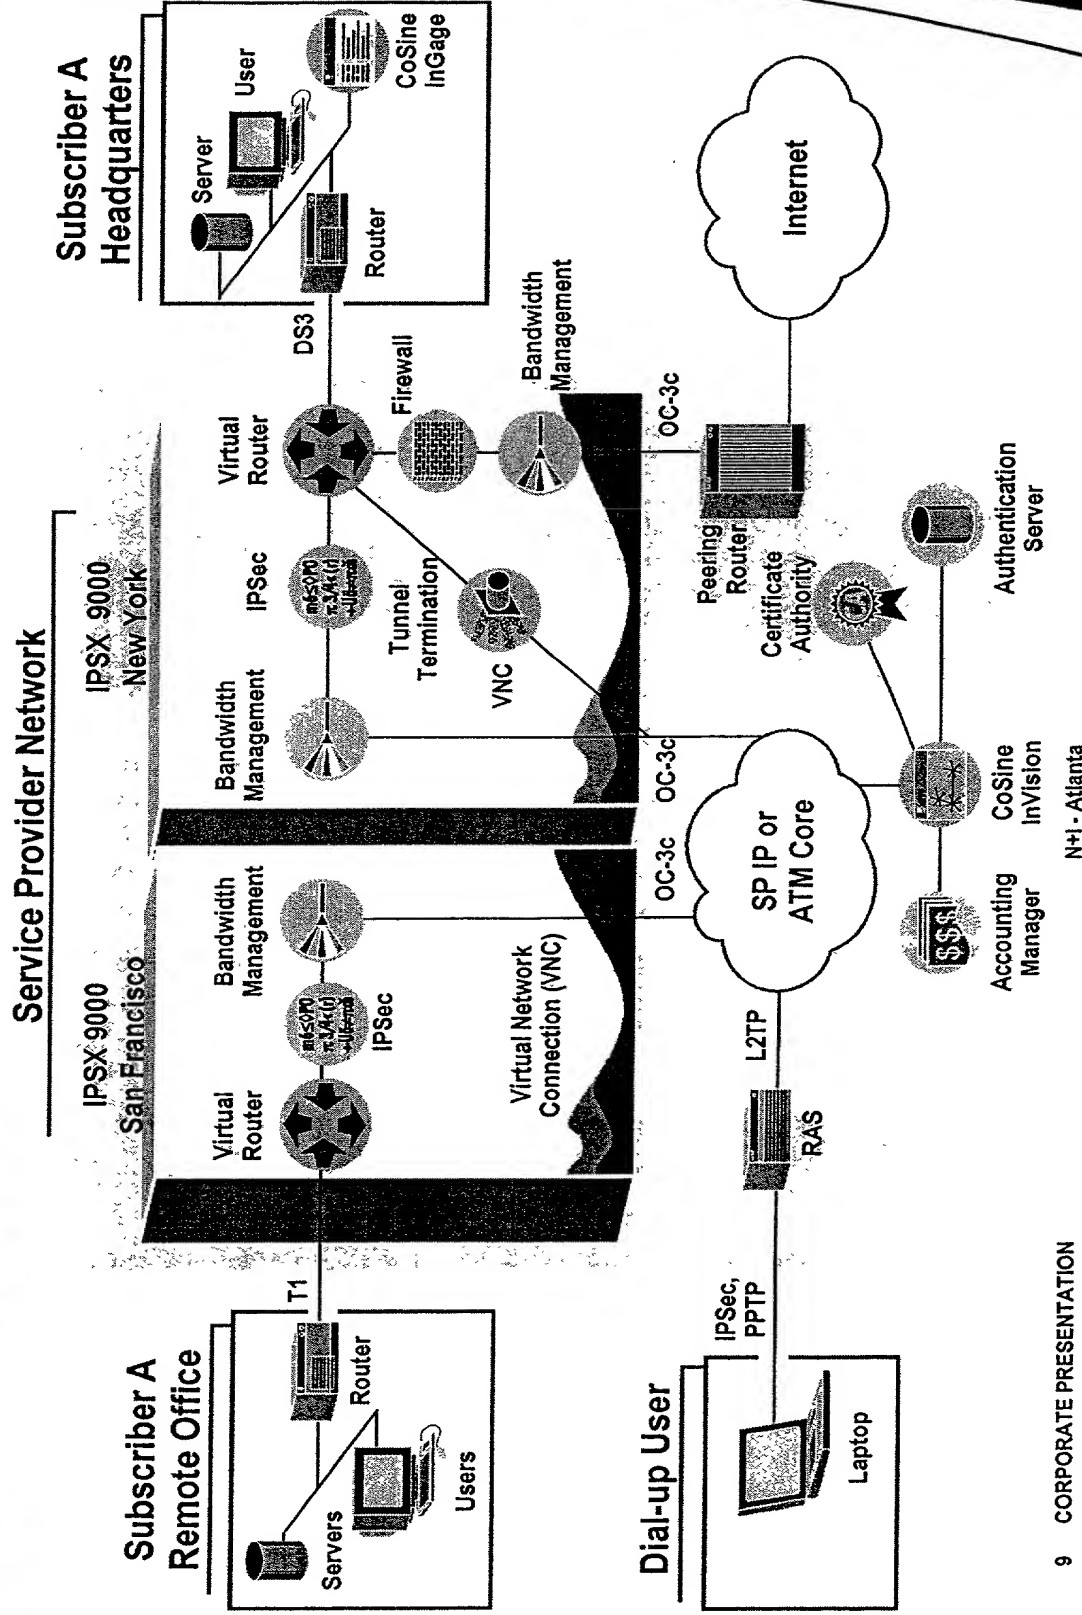 Service Provider Network
Subscriber A
Remote Office
Servers
Users
Router
T1
IPSX 9000
San Francisco
Virtual
Router
IPSec
Bandwidth
Management
Virtual Network
Connection (VNC)
OC-3c
IPSX 9000
New York
Bandwidth
Management
IPSec
Virtual
Router
Tunnel
Termination
VNC
Firewall
Bandwidth
Management
OC-3c
OC-3c
DS3
Subscriber A
Headquarters
Server
User
Router
CoSine
InGage
Dial-up User
Laptop
IPSec,
PPTP
RAS
L2TP
SP IP or
ATM Core
Peering
Router
Internet
Certificate
Authority
Authentication
Server
CoSine
InVision
$$$
Accounting
Manager
9 CORPORATE PRESENTATION
N+I - Atlanta